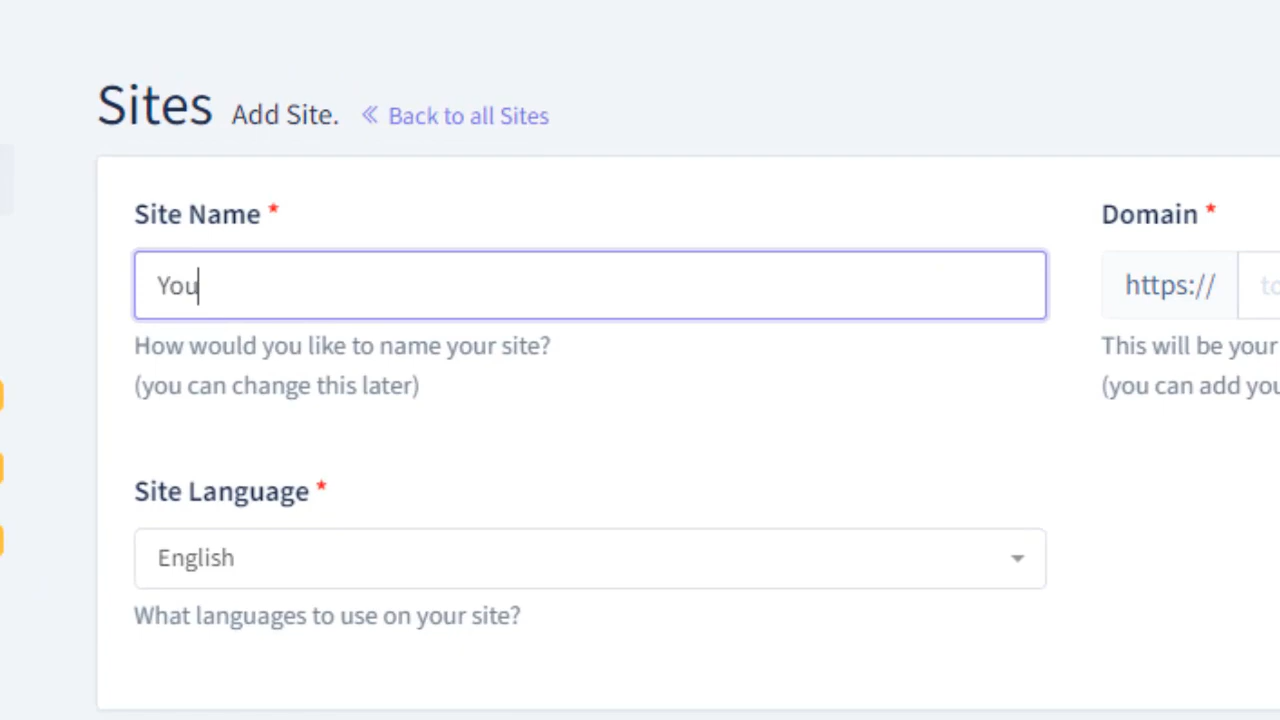 Sites Add Site. « Back to all Sites
Site Name *
You
How would you like to name your site?
(you can change this later)
Domain *
https://
This will be your
(you can add you
Site Language *
English
What languages to use on your site?